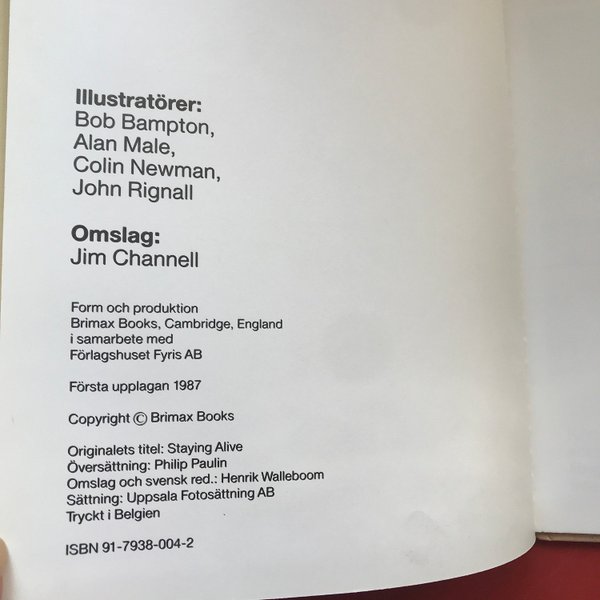 Illustratörer:
Bob Bampton,
Alan Male,
Colin Newman,
John Rignall
Omslag:
Jim Channell
Form och produktion
Brimax Books, Cambridge, England
i samarbete med
Förlagshuset Fyris AB
Första upplagan 1987
Copyright © Brimax Books
Originalets titel: Staying Alive
Översättning: Philip Paulin
Omslag och svensk red.: Henrik Walleboom
Sättning: Uppsala Fotosättning AB
Tryckt i Belgien
ISBN 91-7938-004-2